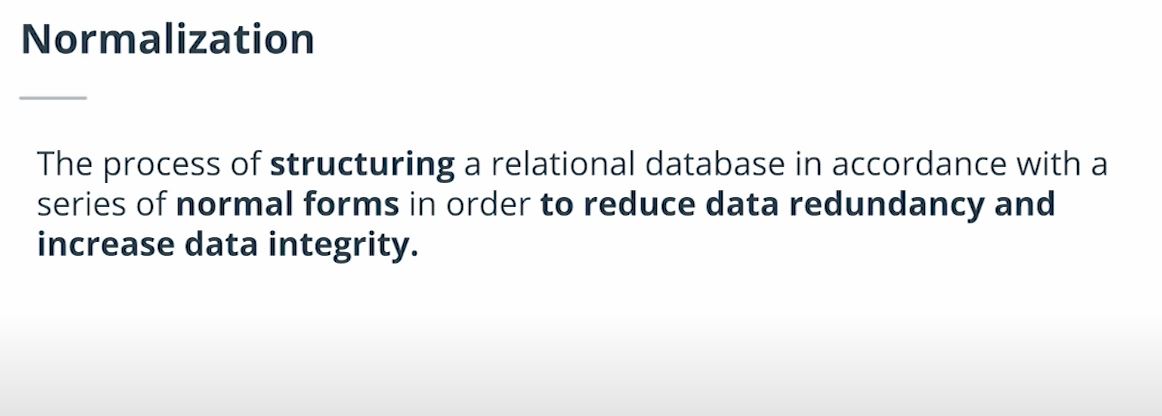 Normalization
The process of structuring a relational database in accordance with a
series of normal forms in order to reduce data redundancy and
increase data integrity.